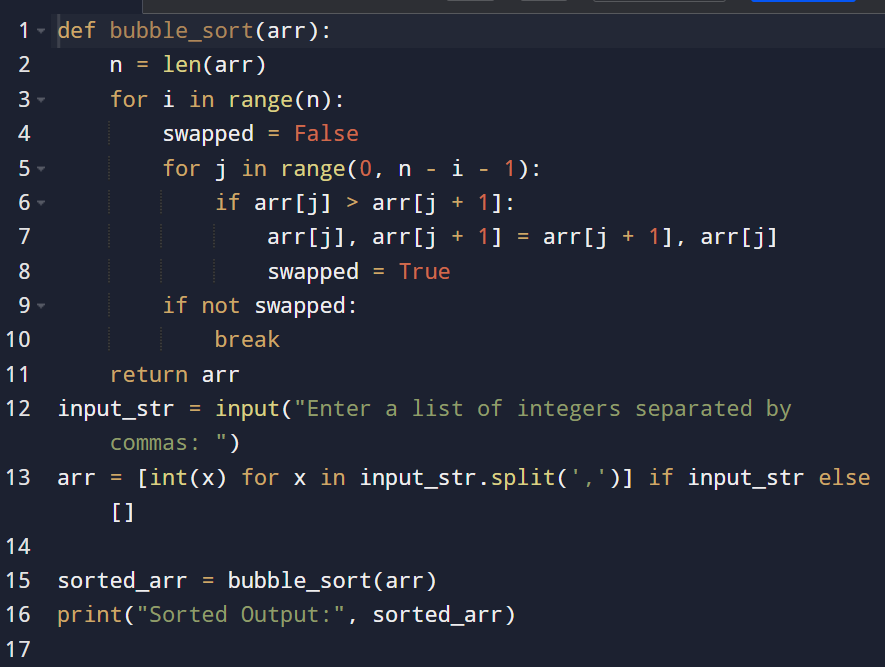 1 def bubble_sort(arr):
2     n = len(arr)
3     for i in range(n):
4         swapped = False
5         for j in range(0, n - i - 1):
6             if arr[j] > arr[j + 1]:
7                 arr[j], arr[j + 1] = arr[j + 1], arr[j]
8                 swapped = True
9         if not swapped:
10             break
11     return arr
12 input_str = input("Enter a list of integers separated by
    commas: ")
13 arr = [int(x) for x in input_str.split(',')] if input_str else
    []
14
15 sorted_arr = bubble_sort(arr)
16 print("Sorted Output:", sorted_arr)
17